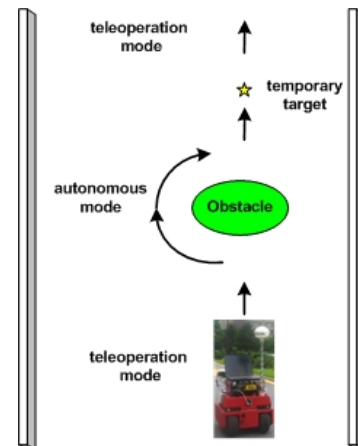 teleoperation
mode
temporary
target
autonomous
mode
Obstacle
teleoperation
mode